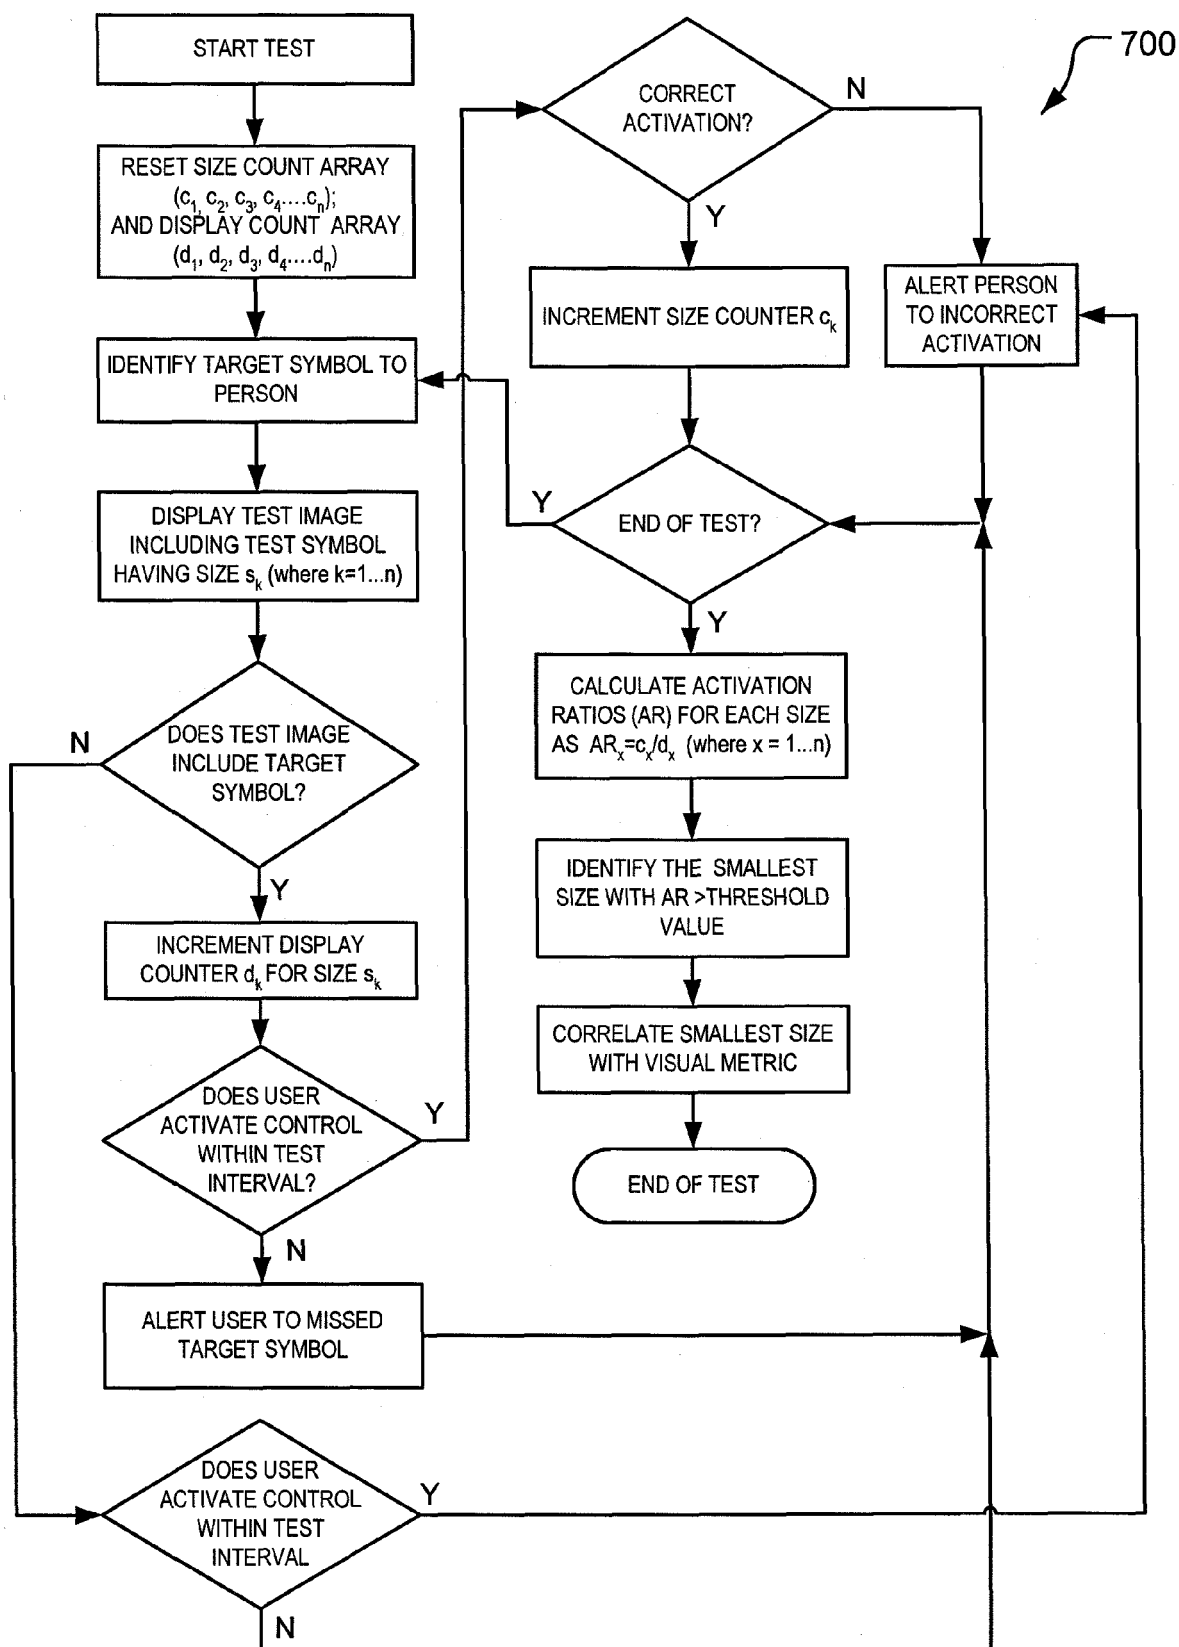 START TEST
RESET SIZE COUNT ARRAY
(c₁, c₂, c₃, c₄....cₙ);
AND DISPLAY COUNT ARRAY
(d₁, d₂, d₃, d₄....dₙ)
IDENTIFY TARGET SYMBOL TO
PERSON
DISPLAY TEST IMAGE
INCLUDING TEST SYMBOL
HAVING SIZE sₖ (where k=1...n)
DOES TEST IMAGE
INCLUDE TARGET
SYMBOL?
N
Y
INCREMENT DISPLAY
COUNTER dₖ FOR SIZE sₖ
DOES USER
ACTIVATE CONTROL
WITHIN TEST
INTERVAL?
Y
N
ALERT USER TO MISSED
TARGET SYMBOL
DOES USER
ACTIVATE CONTROL
WITHIN TEST
INTERVAL
Y
N
CORRECT
ACTIVATION?
N
Y
INCREMENT SIZE COUNTER cₖ
ALERT PERSON
TO INCORRECT
ACTIVATION
END OF TEST?
Y
Y
CALCULATE ACTIVATION
RATIOS (AR) FOR EACH SIZE
AS ARₓ=cₓ/dₓ (where x = 1...n)
IDENTIFY THE SMALLEST
SIZE WITH AR >THRESHOLD
VALUE
CORRELATE SMALLEST SIZE
WITH VISUAL METRIC
END OF TEST
700